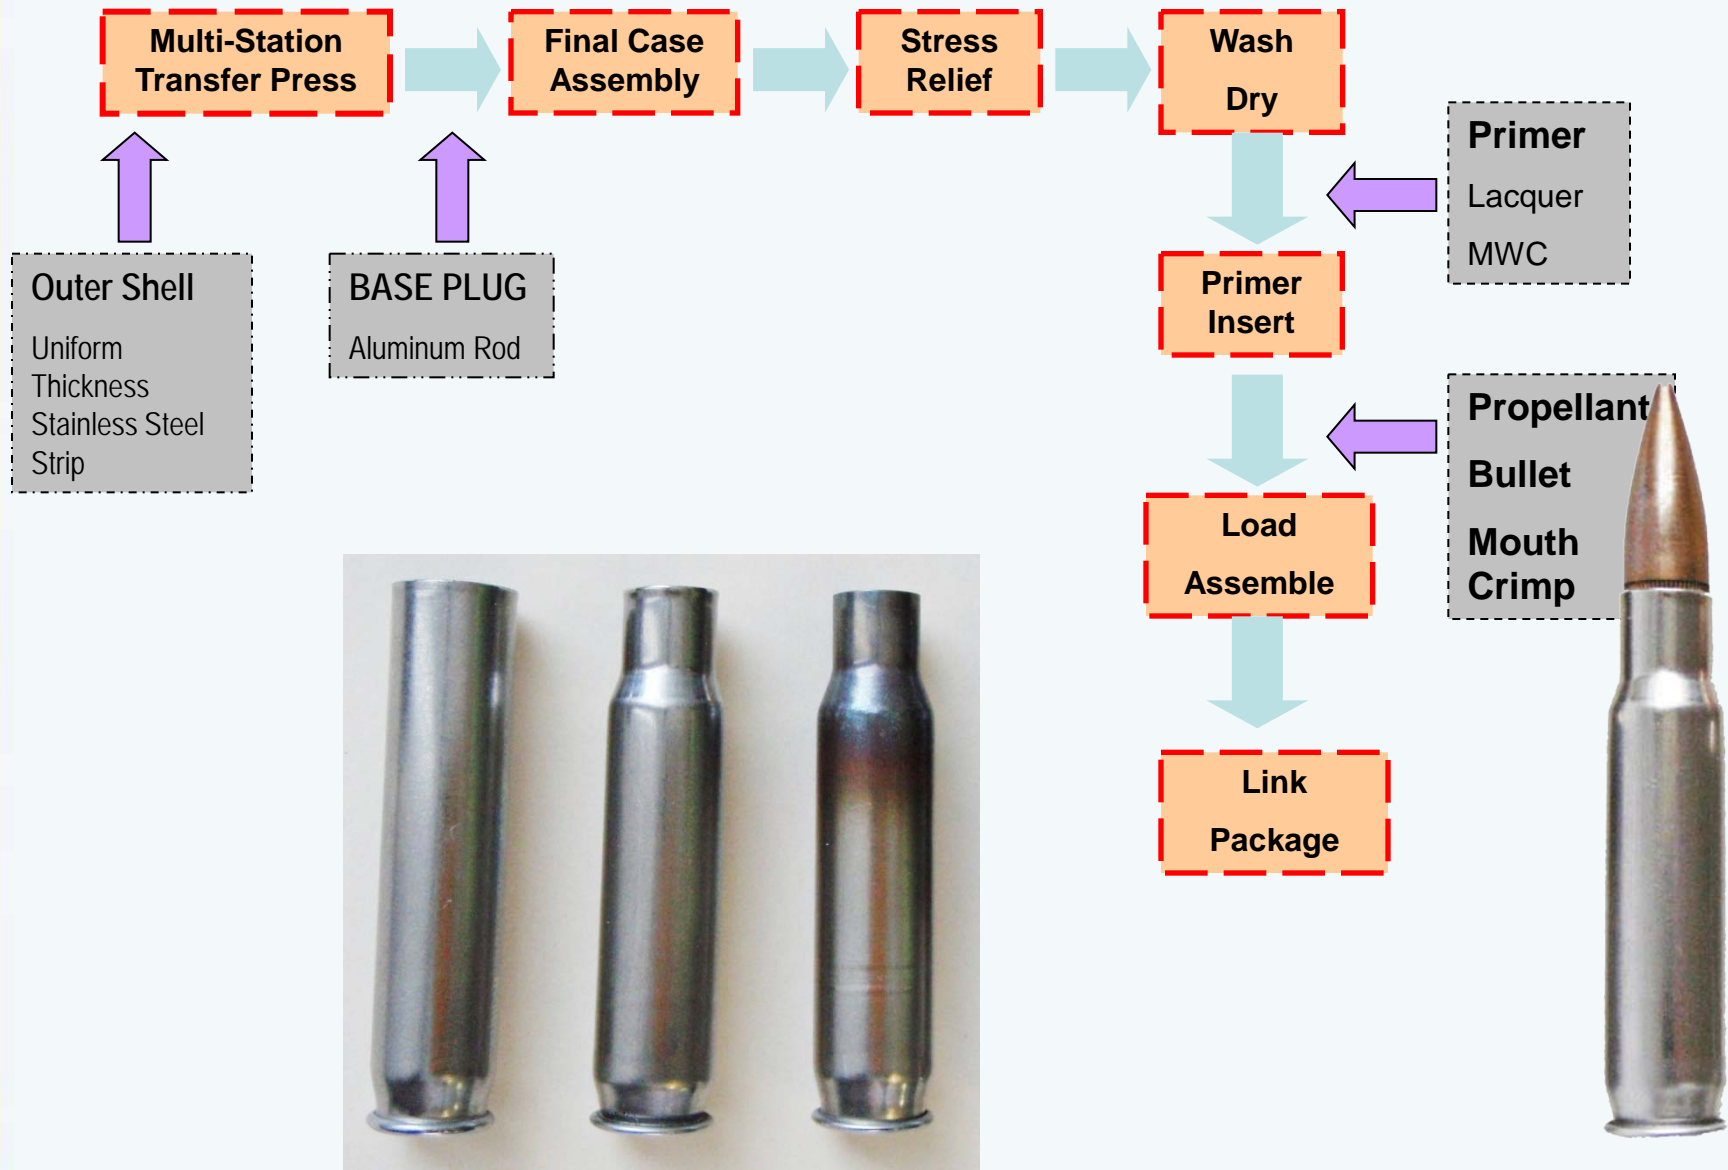 Multi-Station
Transfer Press
Final Case
Assembly
Stress
Relief
Wash
Dry
Primer
Lacquer
MWC
Outer Shell
Uniform
Thickness
Stainless Steel
Strip
BASE PLUG
Aluminum Rod
Primer
Insert
Propellant
Bullet
Mouth
Crimp
Load
Assemble
Link
Package